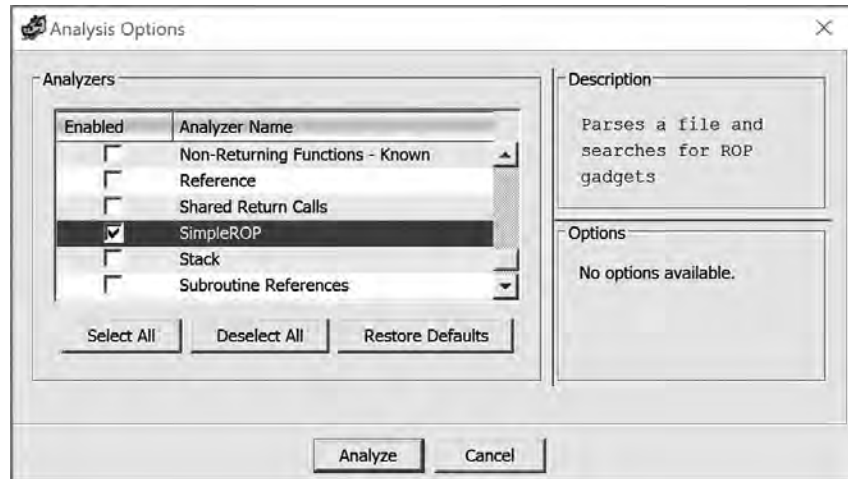 Analysis Options
Analyzers
Enabled Analyzer Name
Non-Returning Functions - Known
Reference
Shared Return Calls
SimpleROP
Stack
Subroutine References
Select All Deselect All Restore Defaults
Description
Parses a file and
searches for ROP
gadgets
Options
No options available.
Analyze Cancel